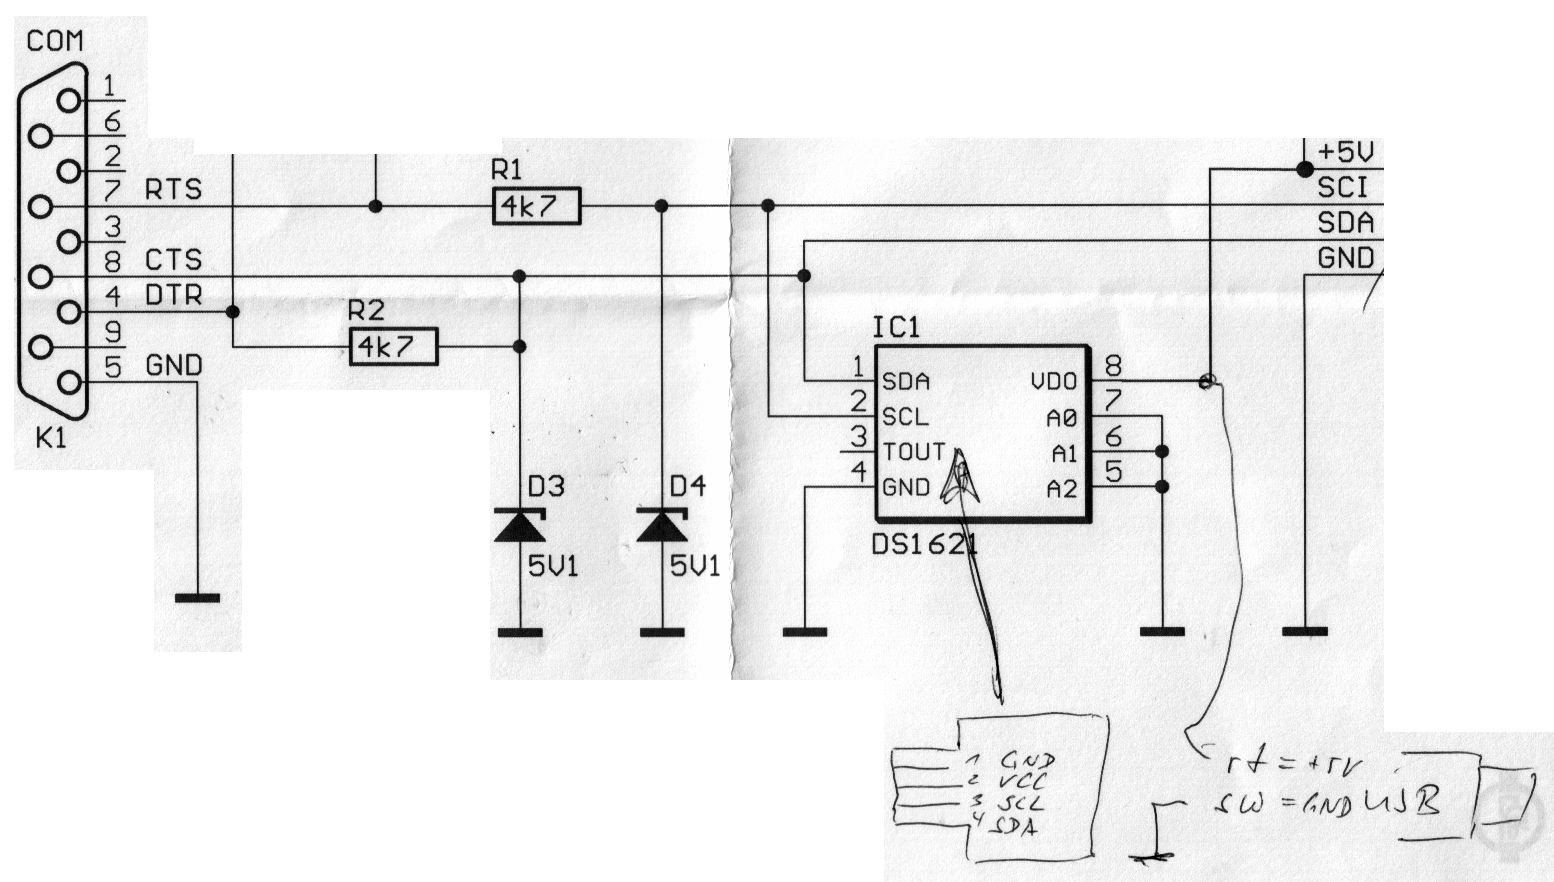 COM
1
6
2
7 RTS
3
8 CTS
4 DTR
9
5 GND
K1
R1
4k7
R2
4k7
D3
5V1
D4
5V1
+5V
SCI
SDA
GND
IC1
1 SDA VDO 8
2 SCL A0 7
3 TOUT A1 6
4 GND A2 5
DS1621
1 GND
2 VCC
3 SCL
4 SDA
rt = +5V
SW = GND USB